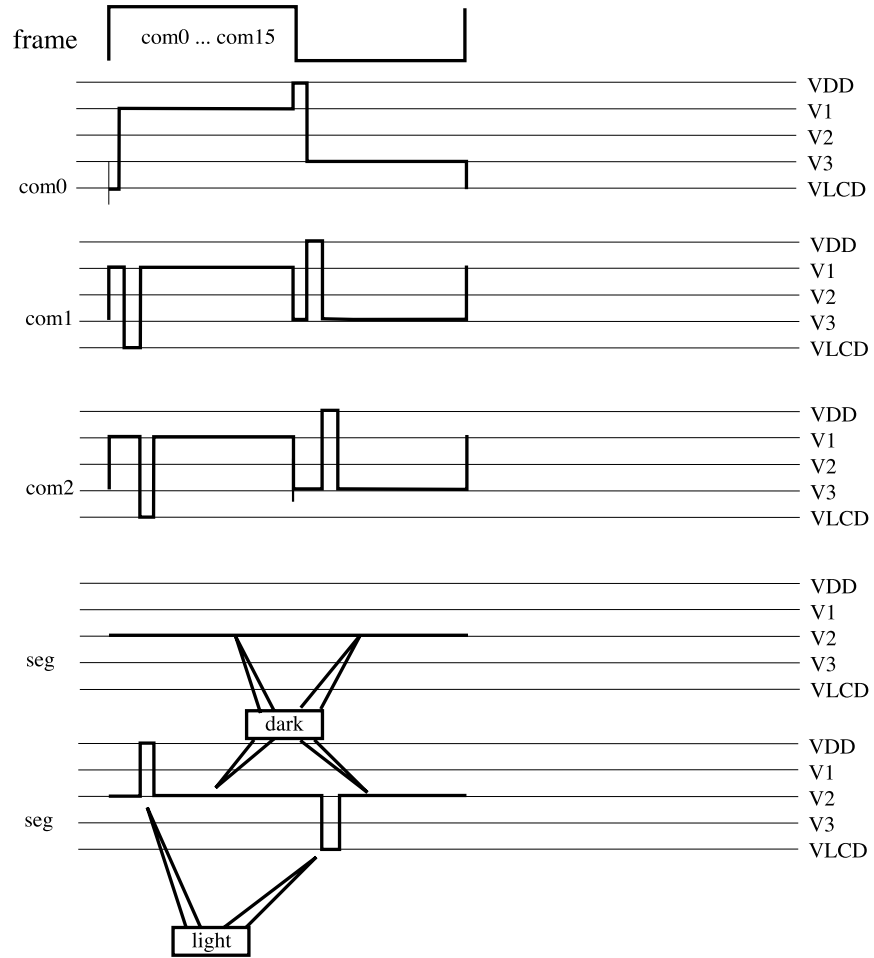 frame
com0 ... com15
VDD
V1
V2
V3
com0
VLCD
VDD
V1
V2
com1
V3
VLCD
VDD
V1
V2
com2
V3
VLCD
VDD
V1
V2
seg
V3
VLCD
dark
VDD
V1
V2
seg
V3
VLCD
light